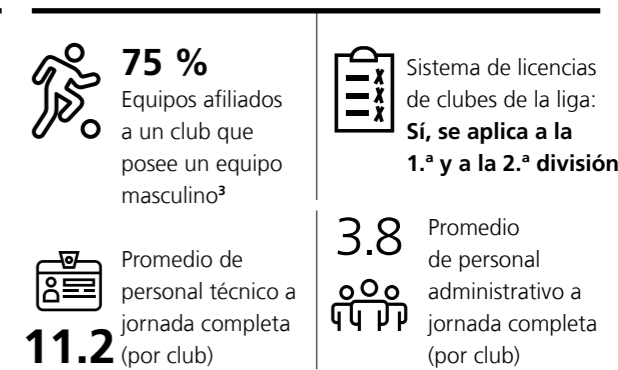 75 %
Equipos afiliados
a un club que
posee un equipo
masculino³
Sistema de licencias
de clubes de la liga:
Sí, se aplica a la
1.ª y a la 2.ª división
Promedio de
personal técnico a
jornada completa
11.2 (por club)
3.8
Promedio
de personal
administrativo a
jornada completa
(por club)